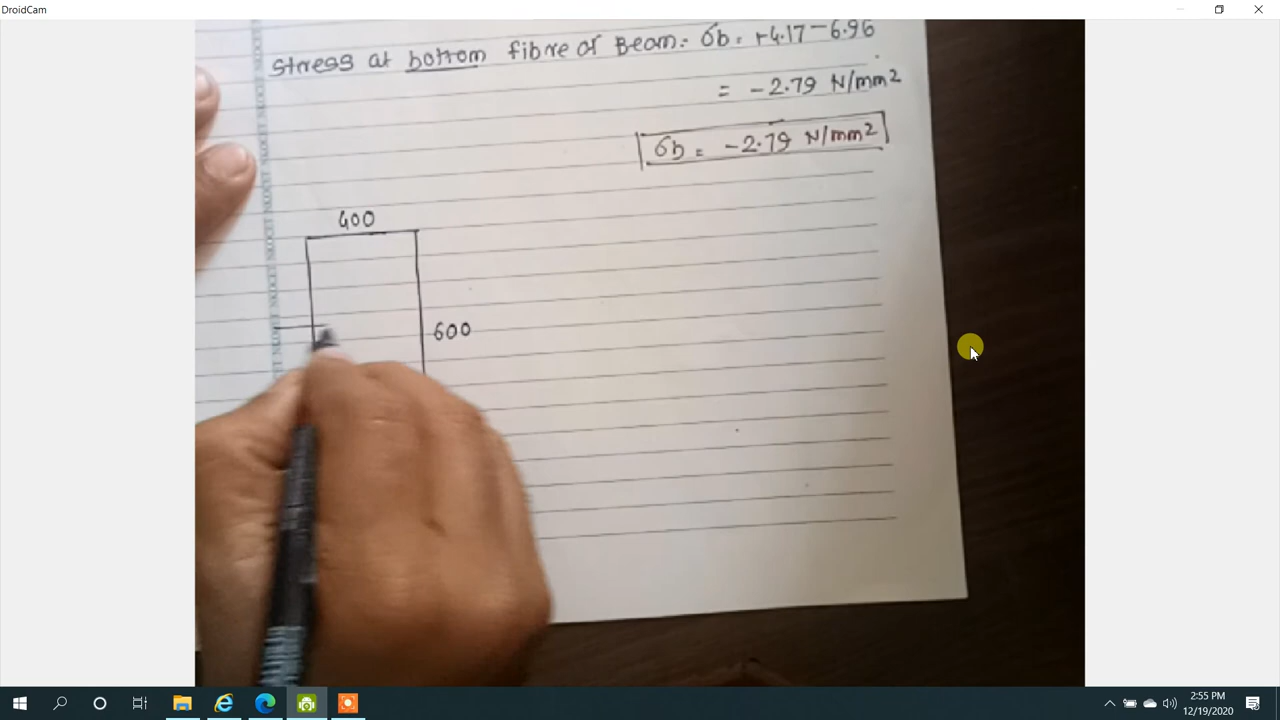 DroidCam
stress at bottom fibre of Beam:- σb = +4.17 - 6.96
= -2.79 N/mm2
σb = -2.79 N/mm2
400
600
2:55 PM
12/19/2020